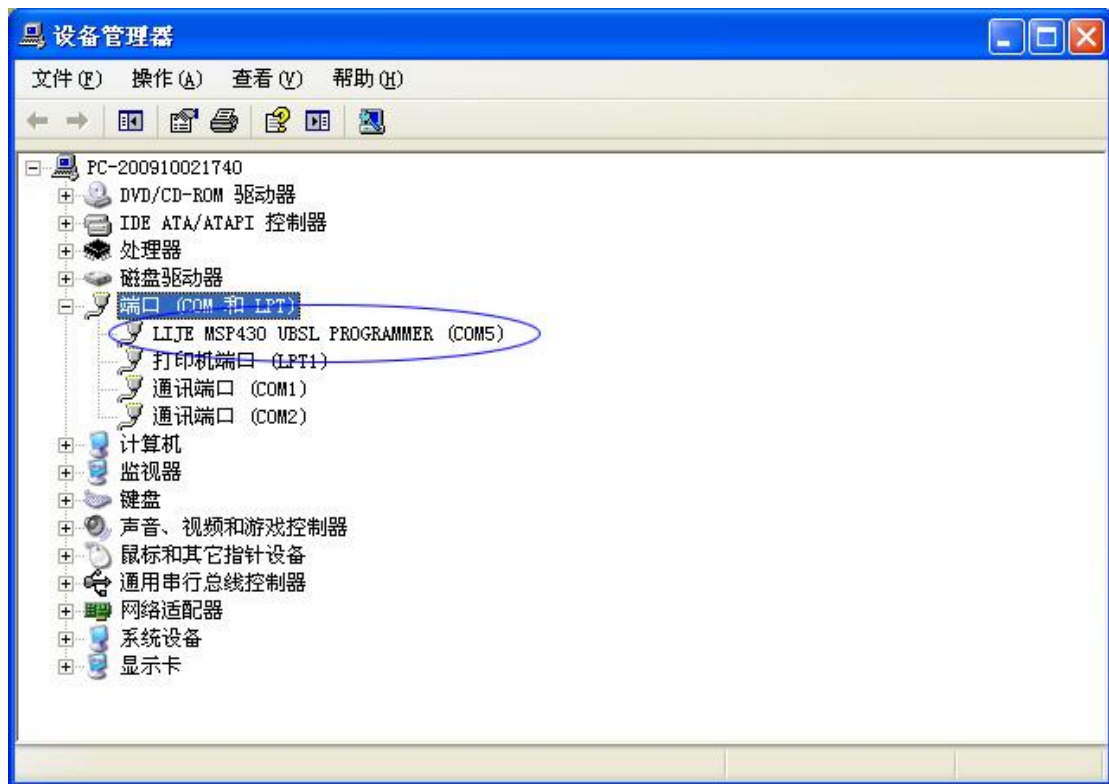 设备管理器
文件(F) 操作(A) 查看(V) 帮助(H)
PC-200910021740
DVD/CD-ROM 驱动器
IDE ATA/ATAPI 控制器
处理器
磁盘驱动器
端口 (COM 和 LPT)
LIJE MSP430 UBSL PROGRAMMER (COM5)
打印机端口 (LPT1)
通讯端口 (COM1)
通讯端口 (COM2)
计算机
监视器
键盘
声音、视频和游戏控制器
鼠标和其它指针设备
通用串行总线控制器
网络适配器
系统设备
显示卡